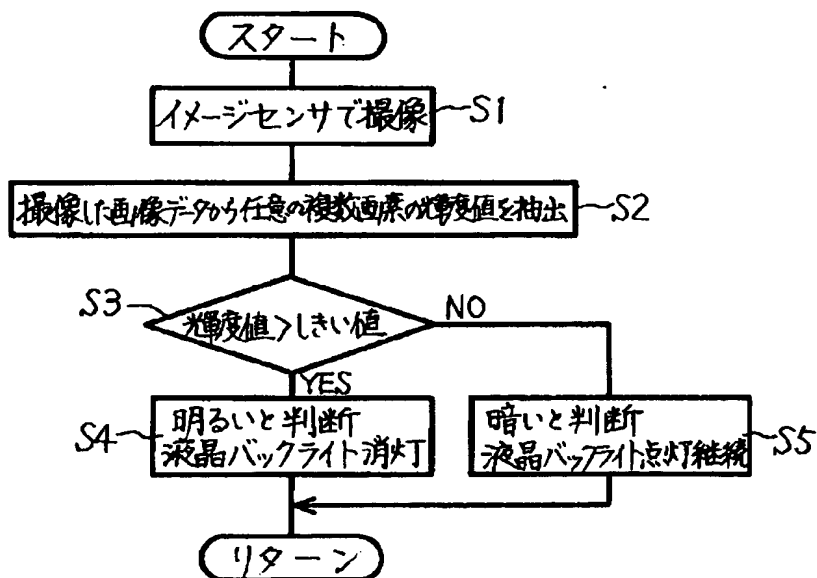 スタート
イメージセンサで撮像
S1
撮像した画像データから任意の複数画素の輝度値を抽出
S2
S3
輝度値>しきい値
NO
YES
S4
明るいと判断
液晶バックライト消灯
暗いと判断
液晶バックライト点灯継続
S5
リターン